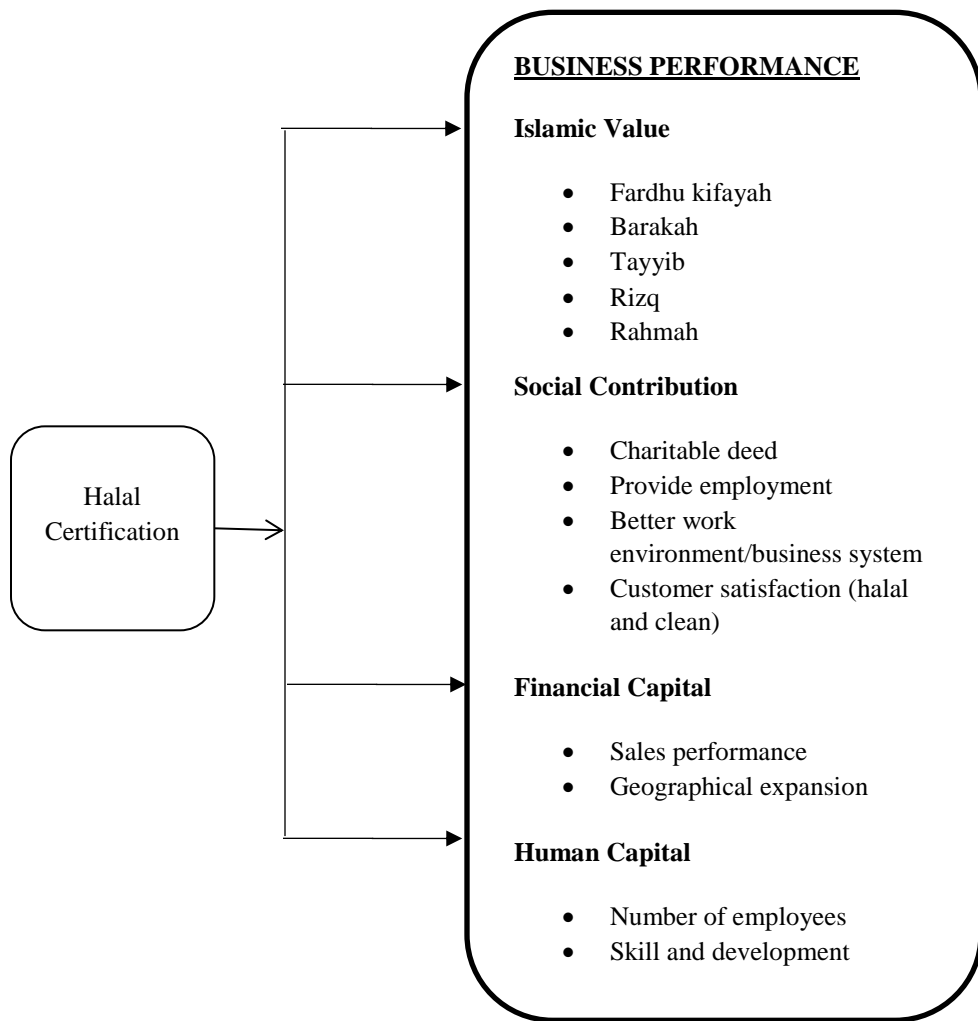 BUSINESS PERFORMANCE
Islamic Value
• Fardhu kifayah
• Barakah
• Tayyib
• Rizq
• Rahmah
Social Contribution
• Charitable deed
• Provide employment
• Better work
environment/business system
• Customer satisfaction (halal
and clean)
Financial Capital
• Sales performance
• Geographical expansion
Human Capital
• Number of employees
• Skill and development
Halal
Certification